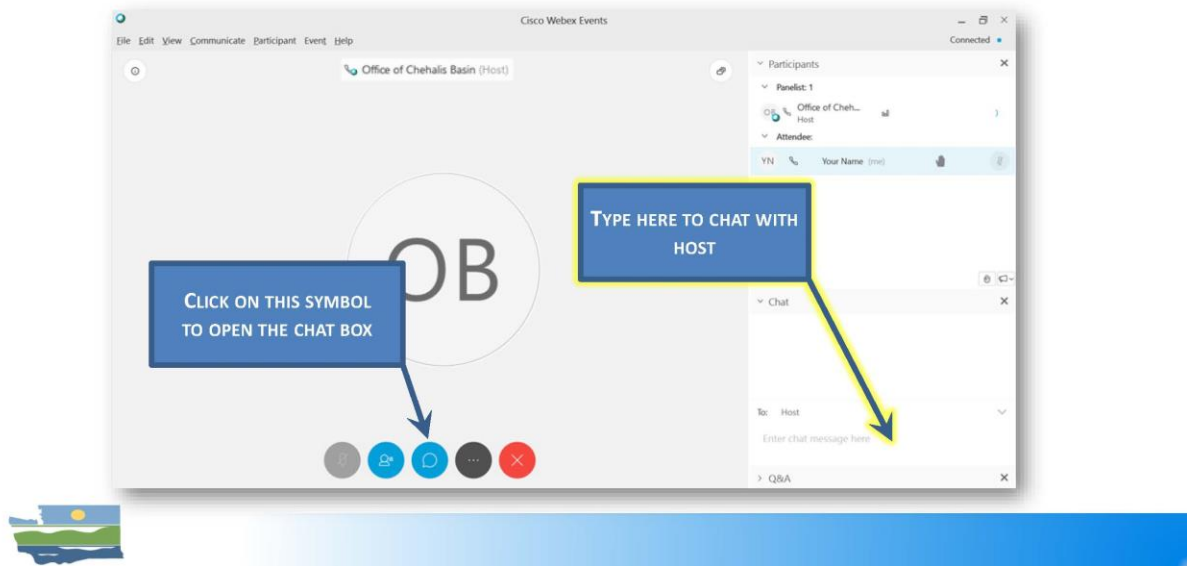 Cisco Webex Events
File Edit View Communicate Participant Event Help
Connected
Office of Chehalis Basin (Host)
Participants
Panelist: 1
OB Office of Cheh...
Host
Attendee:
YN Your Name (me)
OB
TYPE HERE TO CHAT WITH
HOST
CLICK ON THIS SYMBOL
TO OPEN THE CHAT BOX
Chat
To: Host
Enter chat message here
Q&A